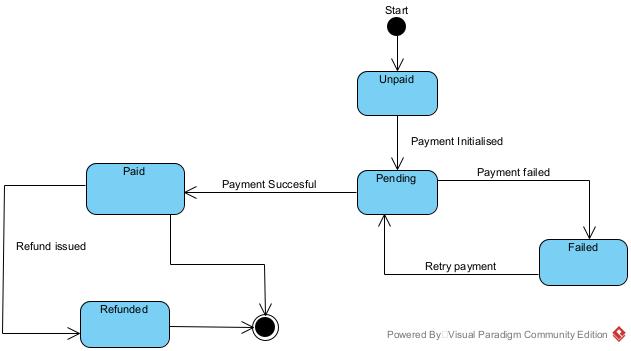 Start
Unpaid
Payment Initialised
Paid
Payment Succesful
Pending
Payment failed
Refund issued
Retry payment
Failed
Refunded
Powered By Visual Paradigm Community Edition